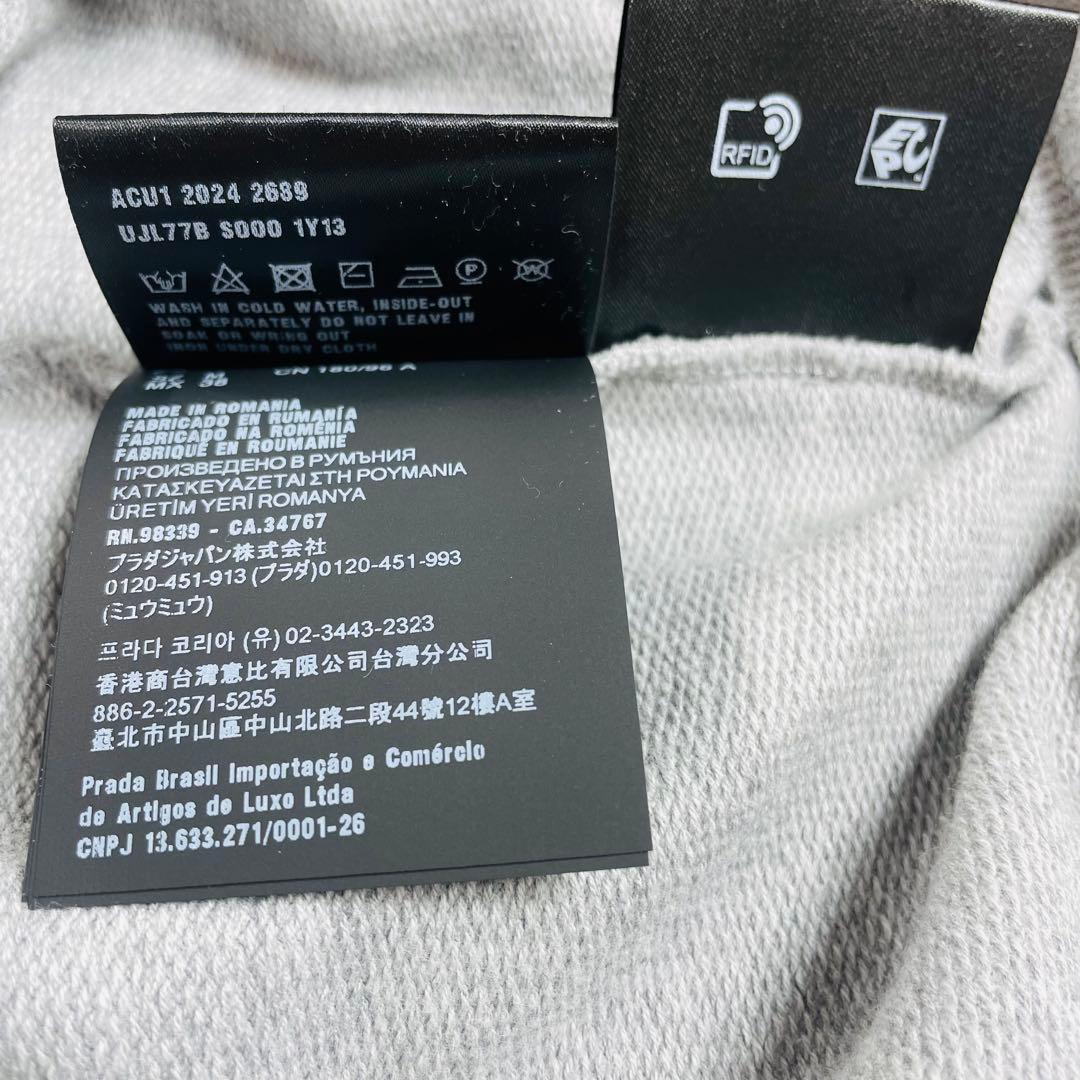 RFID
EPC
ACU1 2024 2689
UJL77B S000 1Y13
WASH IN COLD WATER, INSIDE-OUT
AND SEPARATELY DO NOT LEAVE IN
SOAK OR WRING OUT
IRON UNDER DRY CLOTH
MX 38 CN 180/96 A
MADE IN ROMANIA
FABRICADO EN RUMANÍA
FABRICADO NA ROMÊNIA
FABRIQUÉ EN ROUMANIE
ПРОИЗВЕДЕНО В РУМЪНИЯ
ΚΑΤΑΣΚΕΥΑΖΕΤΑΙ ΣΤΗ ΡΟΥΜΑΝΙΑ
ÜRETİM YERİ ROMANYA
RN.98339 - CA.34767
プラダジャパン株式会社
0120-451-913 (プラダ)0120-451-993
(ミュウミュウ)
프라다 코리아 (유) 02-3443-2323
香港商台灣意比有限公司台灣分公司
886-2-2571-5255
臺北市中山區中山北路二段44號12樓A室
Prada Brasil Importação e Comércio
de Artigos de Luxo Ltda
CNPJ 13.633.271/0001-26